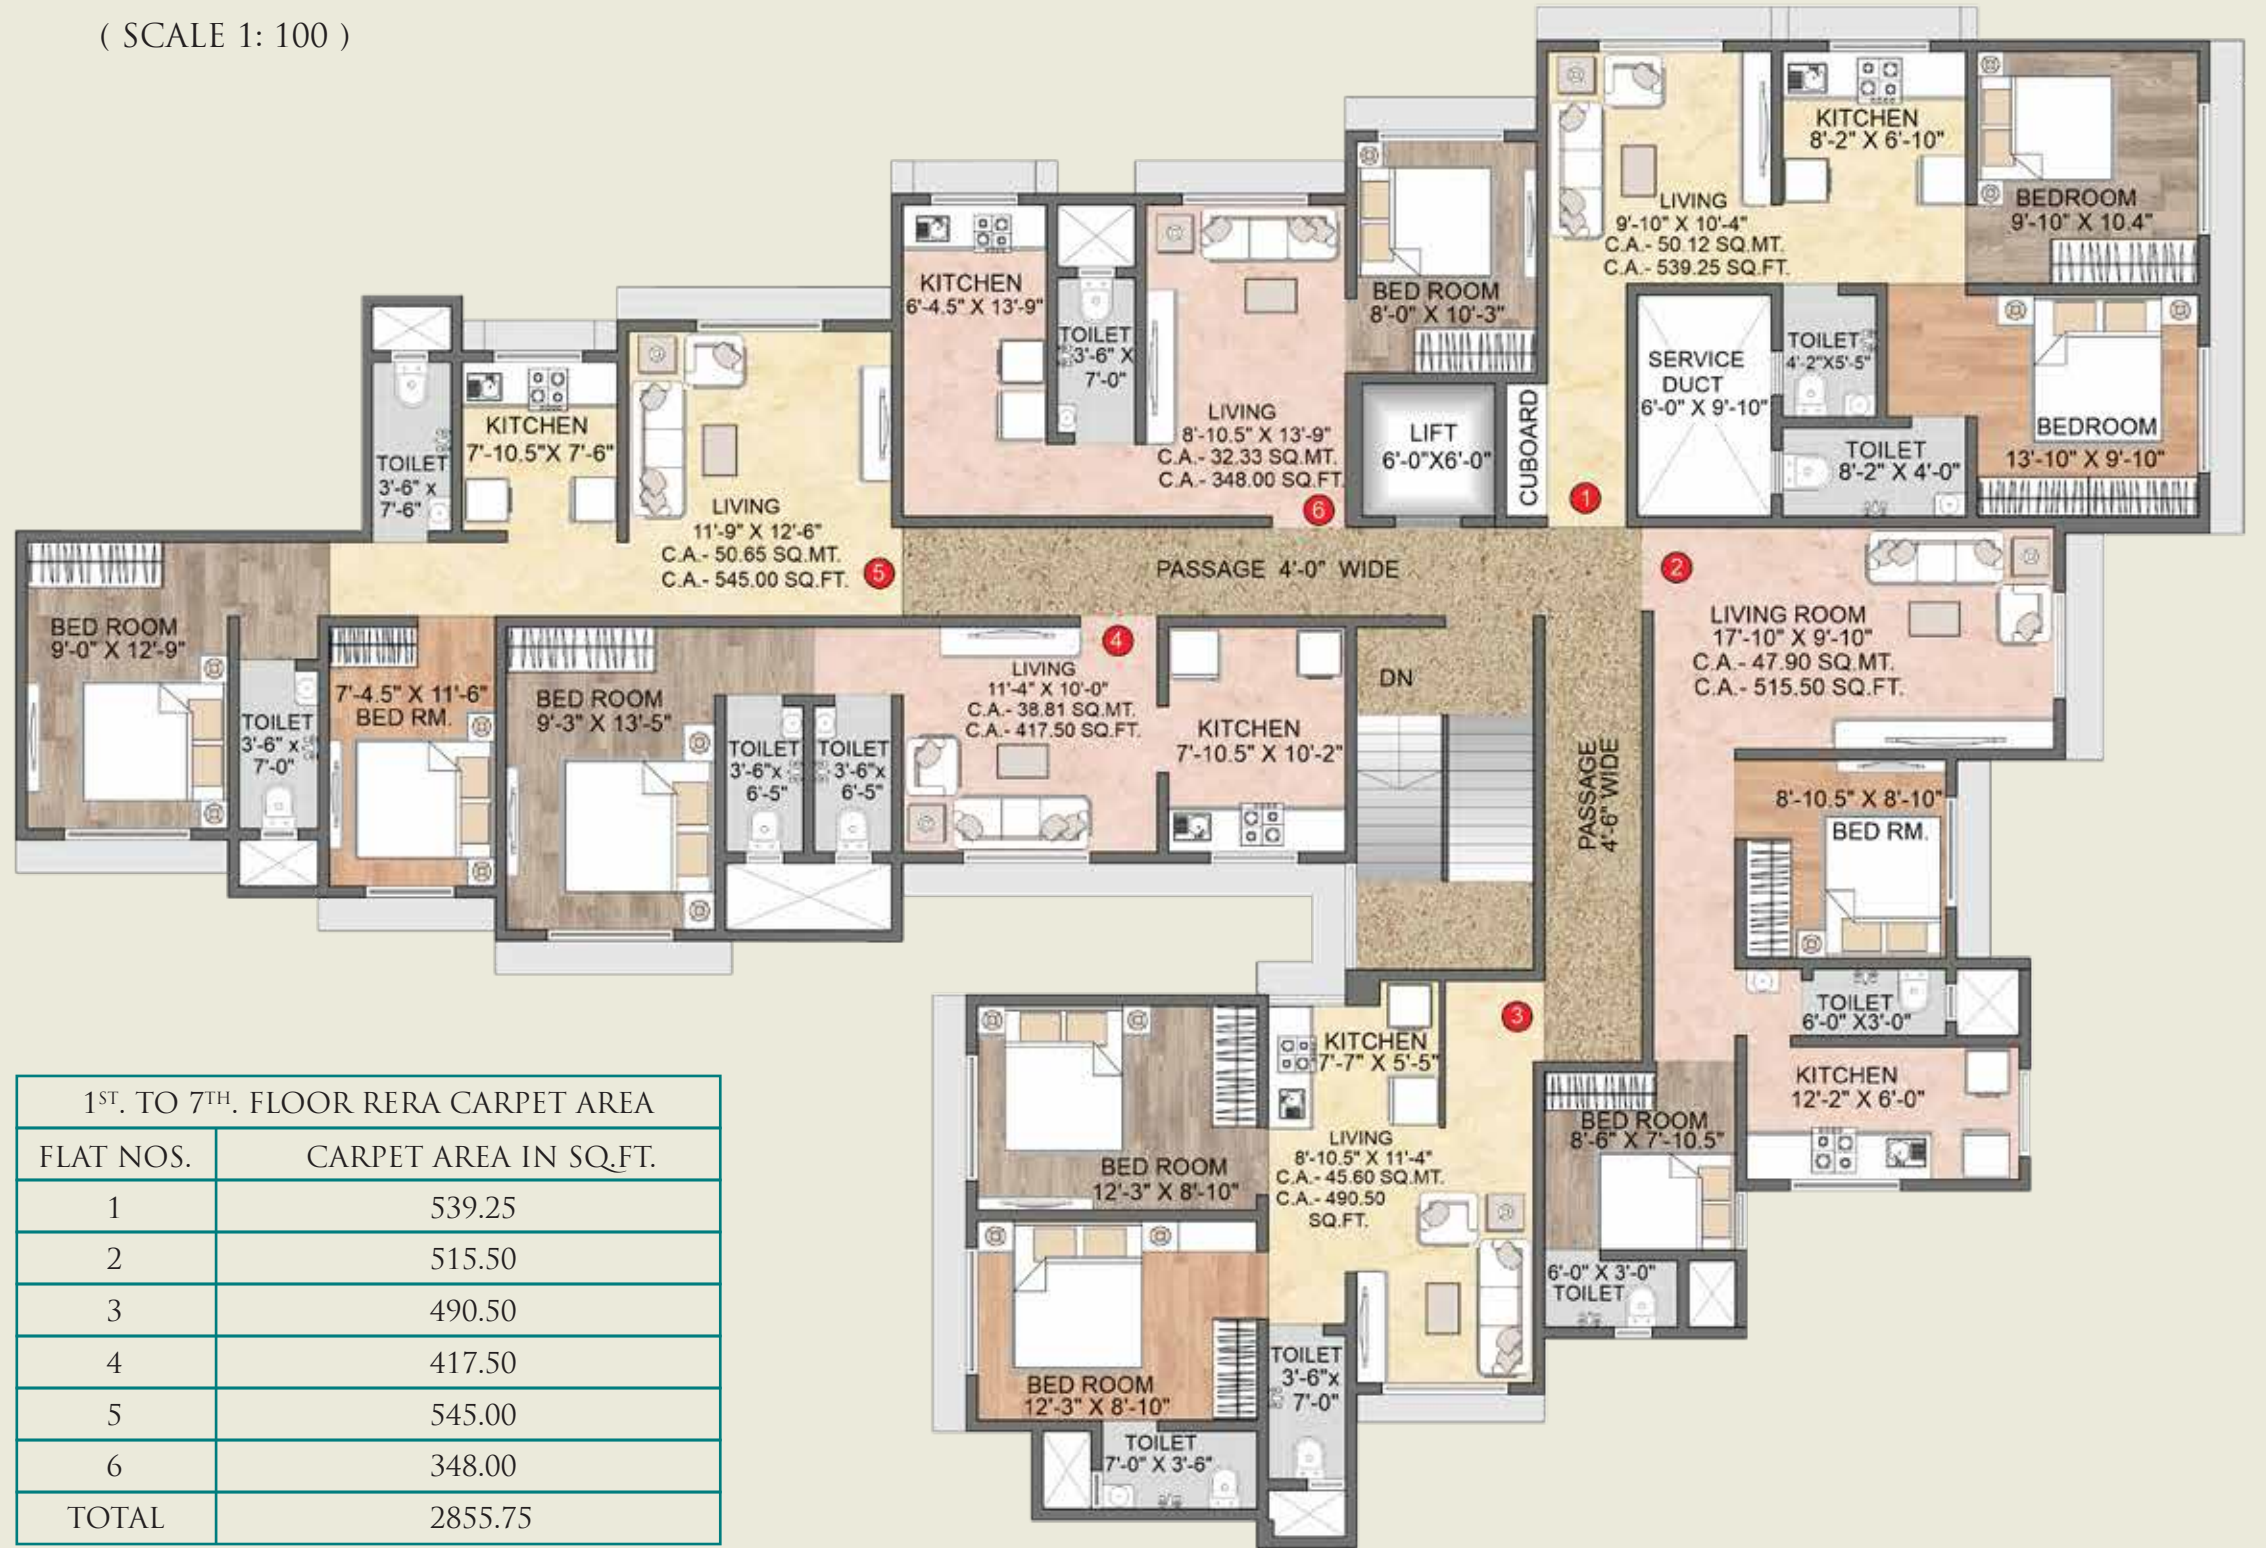 ( SCALE 1: 100 )
LIVING
9'-10" X 10'-4"
C.A.- 50.12 SQ.MT.
C.A.- 539.25 SQ.FT.
KITCHEN
8'-2" X 6'-10"
BEDROOM
9'-10" X 10.4"
SERVICE
DUCT
6'-0" X 9'-10"
TOILET
4'-2"X5'-5"
BEDROOM
13'-10" X 9'-10"
TOILET
8'-2" X 4'-0"
CUBOARD
1
LIFT
6'-0"X6'-0"
BED ROOM
8'-0" X 10'-3"
LIVING
8'-10.5" X 13'-9"
C.A.- 32.33 SQ.MT.
C.A.- 348.00 SQ.FT.
6
TOILET
3'-6" X
7'-0"
KITCHEN
6'-4.5" X 13'-9"
LIVING
11'-9" X 12'-6"
C.A.- 50.65 SQ.MT.
C.A.- 545.00 SQ.FT.
5
KITCHEN
7'-10.5"X 7'-6"
TOILET
3'-6" x
7'-6"
BED ROOM
9'-0" X 12'-9"
TOILET
3'-6" x
7'-0"
7'-4.5" X 11'-6"
BED RM.
PASSAGE 4'-0" WIDE
BED ROOM
9'-3" X 13'-5"
TOILET
3'-6"x
6'-5"
TOILET
3'-6"x
6'-5"
4
LIVING
11'-4" X 10'-0"
C.A.- 38.81 SQ.MT.
C.A.- 417.50 SQ.FT.
KITCHEN
7'-10.5" X 10'-2"
DN
PASSAGE
4'-6" WIDE
2
LIVING ROOM
17'-10" X 9'-10"
C.A.- 47.90 SQ.MT.
C.A.- 515.50 SQ.FT.
8'-10.5" X 8'-10"
BED RM.
TOILET
6'-0" X3'-0"
KITCHEN
12'-2" X 6'-0"
BED ROOM
8'-6" X 7'-10.5"
6'-0" X 3'-0"
TOILET
3
KITCHEN
7'-7" X 5'-5"
LIVING
8'-10.5" X 11'-4"
C.A.- 45.60 SQ.MT.
C.A.- 490.50
SQ.FT.
BED ROOM
12'-3" X 8'-10"
BED ROOM
12'-3" X 8'-10"
TOILET
3'-6"x
7'-0"
TOILET
7'-0" X 3'-6"
1ST. TO 7TH. FLOOR RERA CARPET AREA
FLAT NOS. CARPET AREA IN SQ.FT.
1 539.25
2 515.50
3 490.50
4 417.50
5 545.00
6 348.00
TOTAL 2855.75